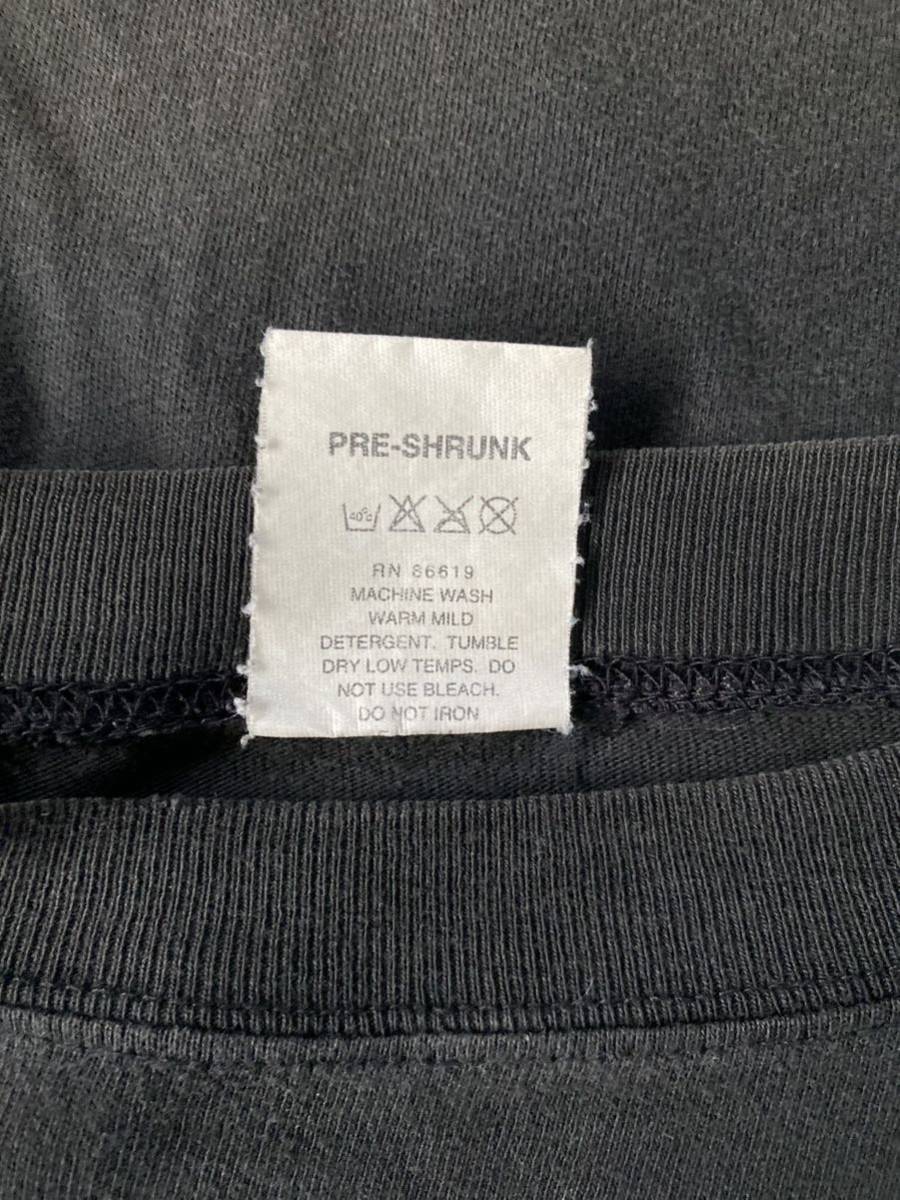 PRE-SHRUNK
40°c
RN 86619
MACHINE WASH
WARM MILD
DETERGENT. TUMBLE
DRY LOW TEMPS. DO
NOT USE BLEACH.
DO NOT IRON